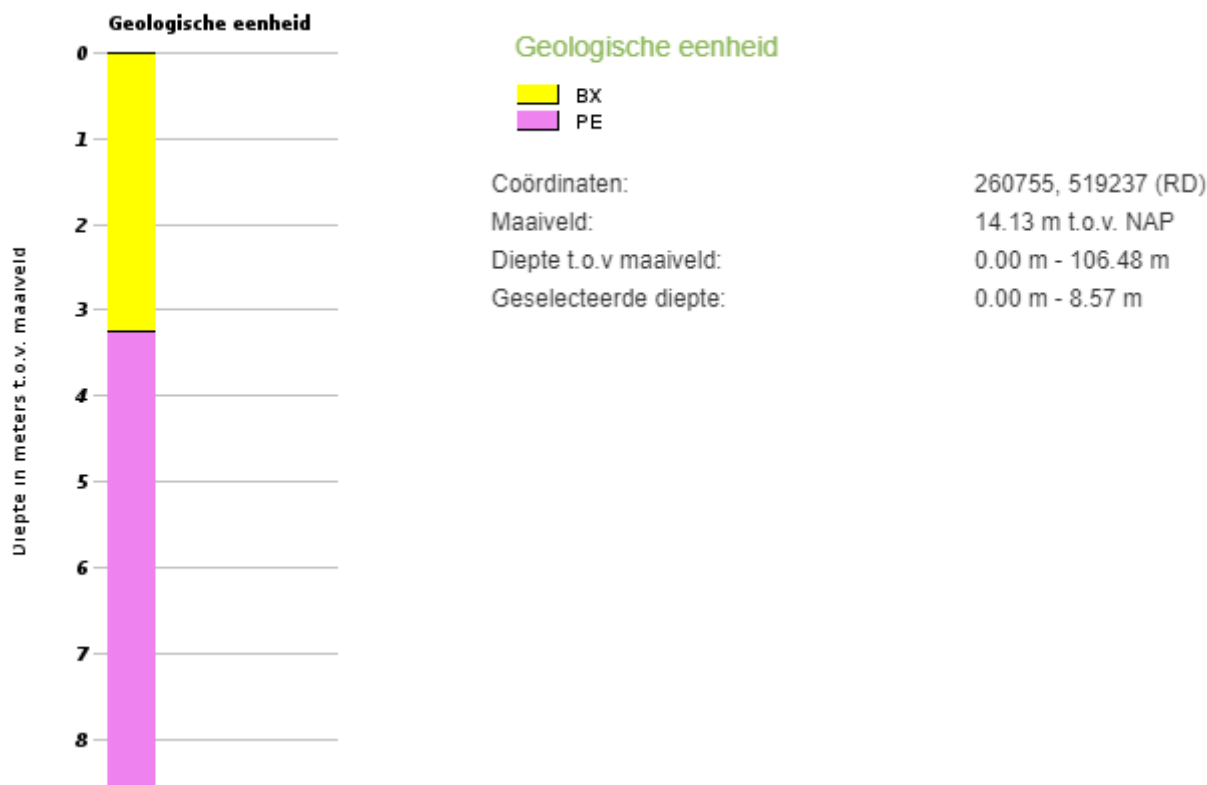 Geologische eenheid
0
1
2
3
4
5
6
7
8
Diepte in meters t.o.v. maaiveld
Geologische eenheid
BX
PE
Coördinaten: 260755, 519237 (RD)
Maaiveld: 14.13 m t.o.v. NAP
Diepte t.o.v maaiveld: 0.00 m - 106.48 m
Geselecteerde diepte: 0.00 m - 8.57 m